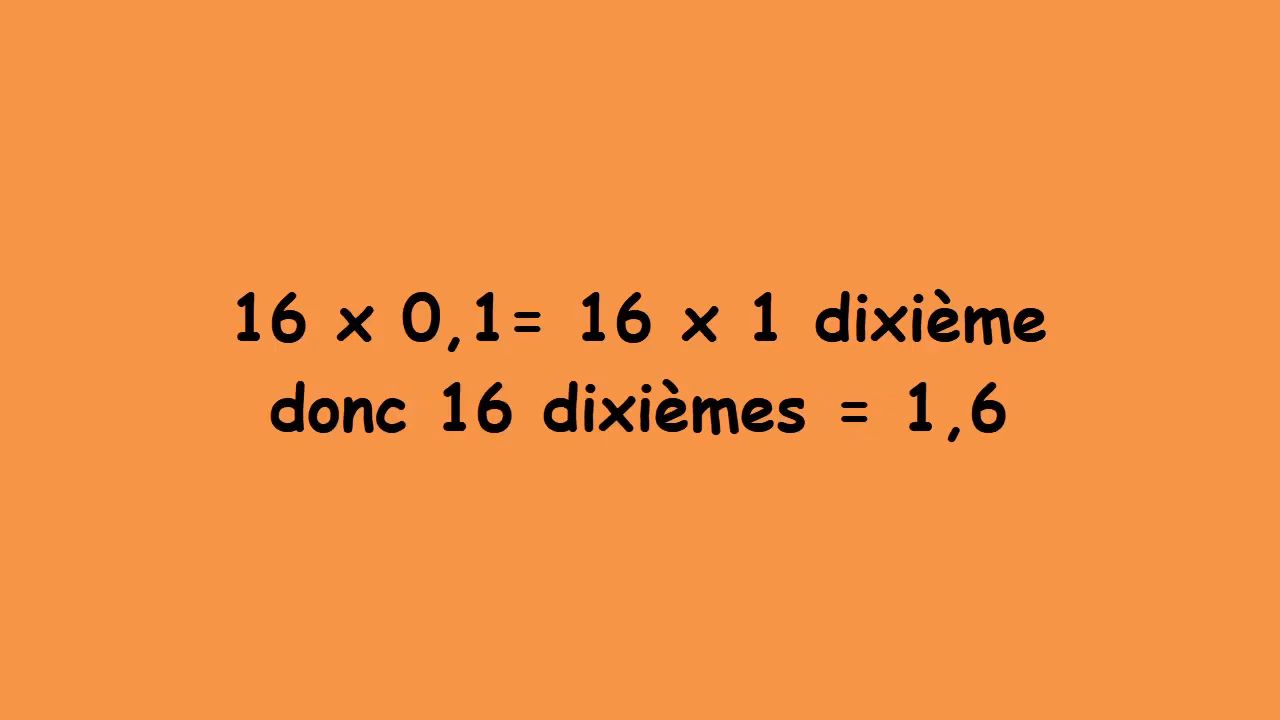 16 x 0,1= 16 x 1 dixième
donc 16 dixièmes = 1,6